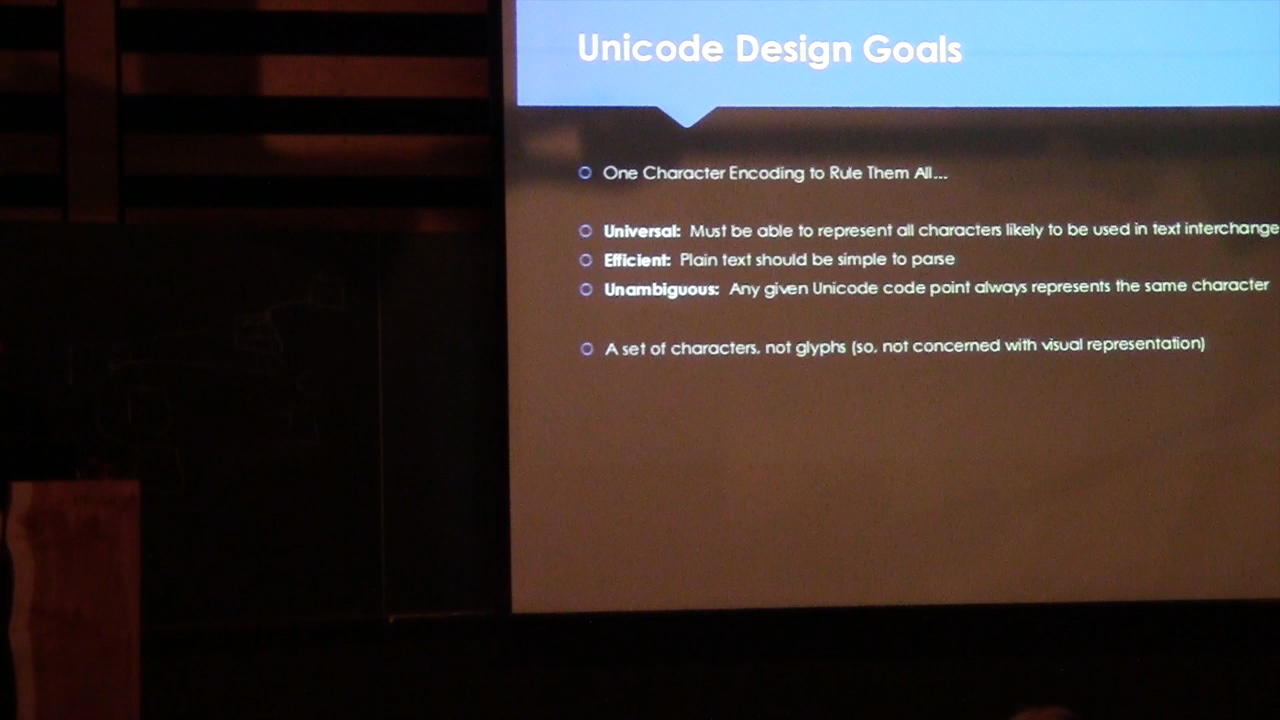 Unicode Design Goals
One Character Encoding to Rule Them All...
Universal: Must be able to represent all characters likely to be used in text interchange
Efficient: Plain text should be simple to parse
Unambiguous: Any given Unicode code point always represents the same character
A set of characters, not glyphs (so, not concerned with visual representation)